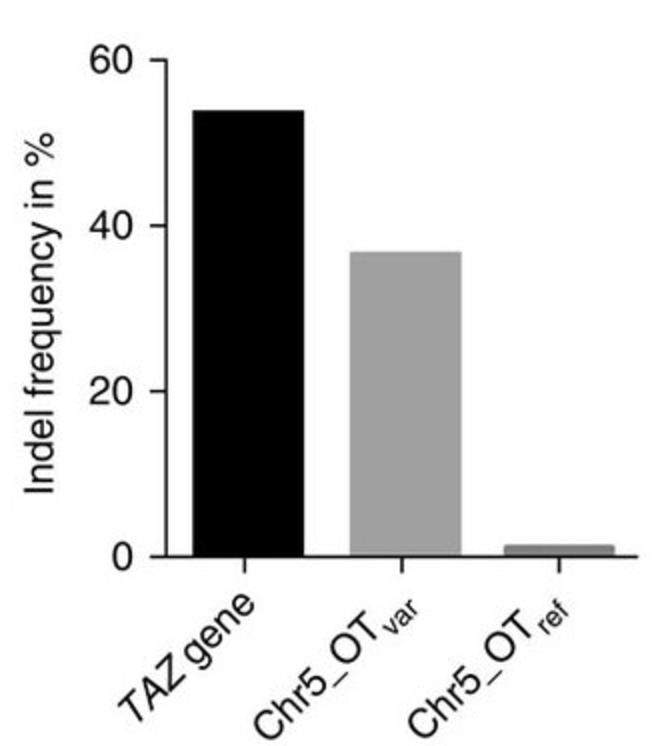 60
40
20
0
Indel frequency in %
TAZ gene
Chr5_OTvar
Chr5_OTref